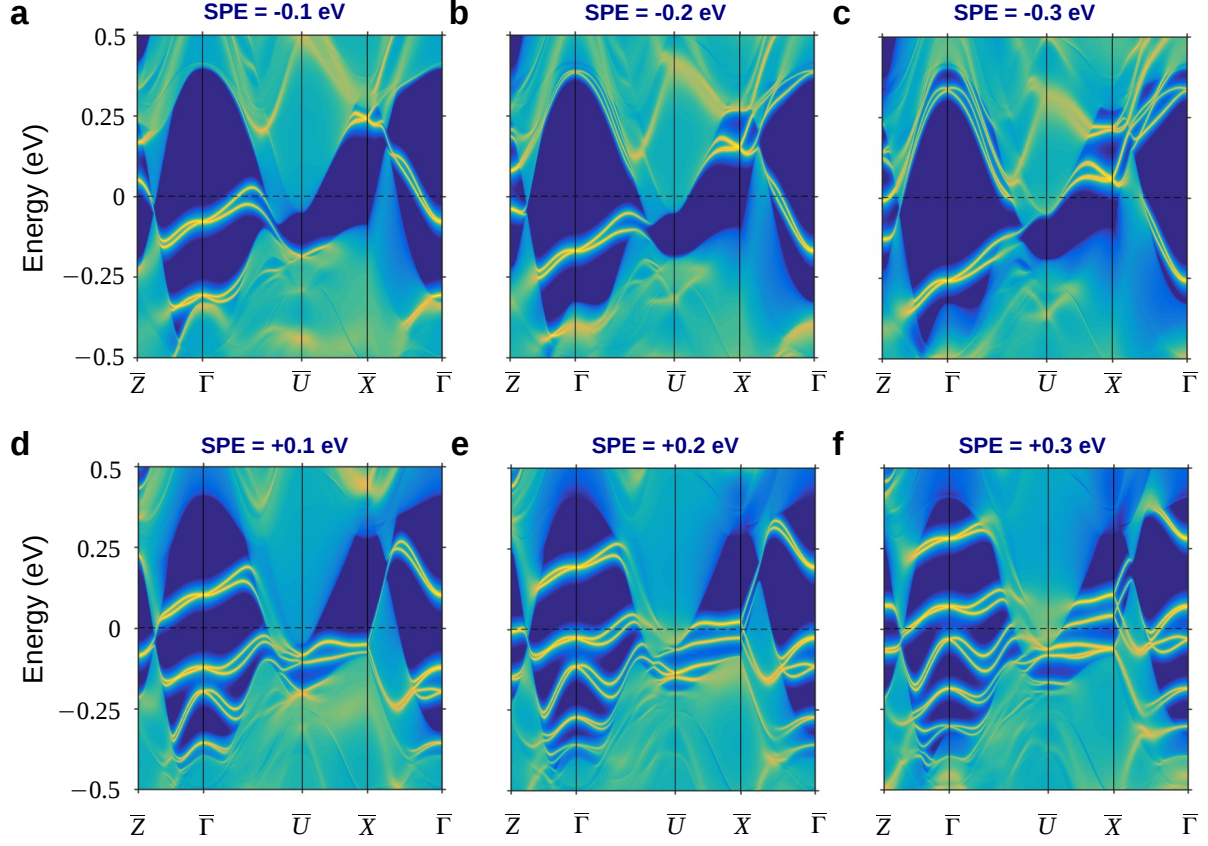 a SPE = -0.1 eV
b SPE = -0.2 eV
c SPE = -0.3 eV
Energy (eV)
0.5
0.25
0
−0.25
−0.5
Z̅ Γ̅ U̅ X̅ Γ̅
Z̅ Γ̅ U̅ X̅ Γ̅
Z̅ Γ̅ U̅ X̅ Γ̅
d SPE = +0.1 eV
e SPE = +0.2 eV
f SPE = +0.3 eV
Energy (eV)
0.5
0.25
0
−0.25
−0.5
Z̅ Γ̅ U̅ X̅ Γ̅
Z̅ Γ̅ U̅ X̅ Γ̅
Z̅ Γ̅ U̅ X̅ Γ̅